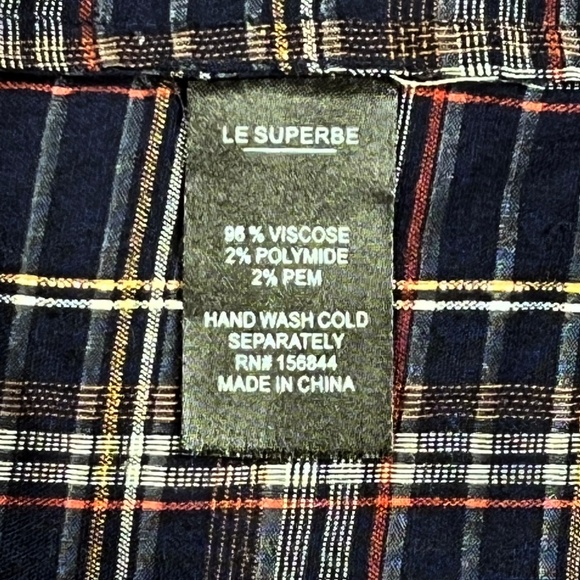 LE SUPERBE
96 % VISCOSE
2% POLYMIDE
2% PEM
HAND WASH COLD
SEPARATELY
RN# 156844
MADE IN CHINA